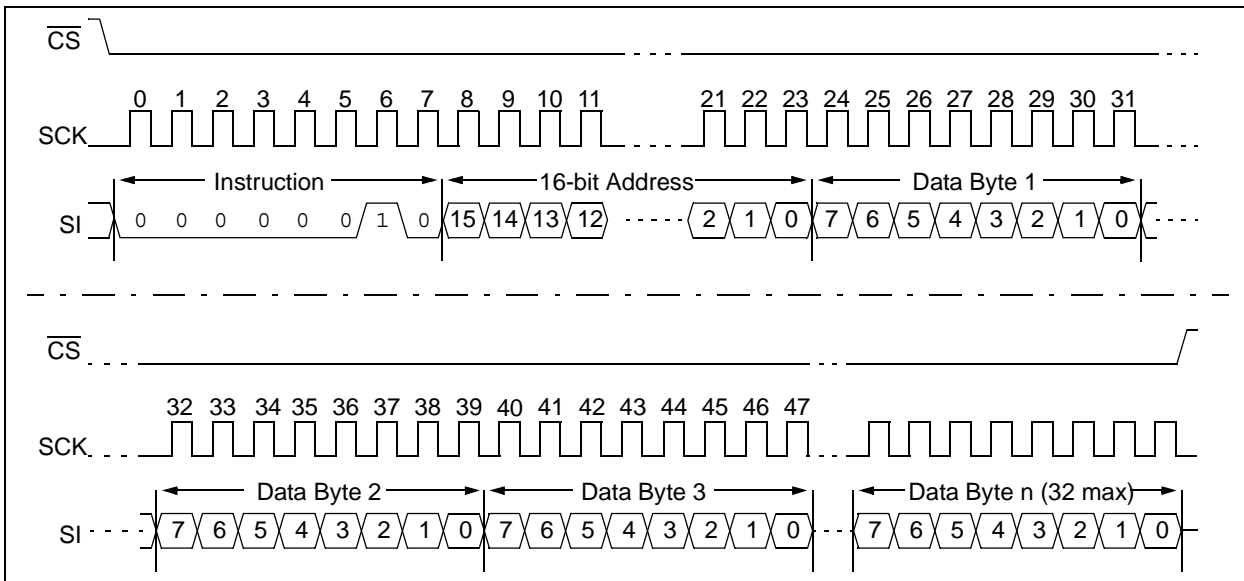 CS
0 1 2 3 4 5 6 7 8 9 10 11 21 22 23 24 25 26 27 28 29 30 31
SCK
Instruction 16-bit Address Data Byte 1
SI 0 0 0 0 0 0 1 0 15 14 13 12 2 1 0 7 6 5 4 3 2 1 0
CS
32 33 34 35 36 37 38 39 40 41 42 43 44 45 46 47
SCK
Data Byte 2 Data Byte 3 Data Byte n (32 max)
SI 7 6 5 4 3 2 1 0 7 6 5 4 3 2 1 0 7 6 5 4 3 2 1 0